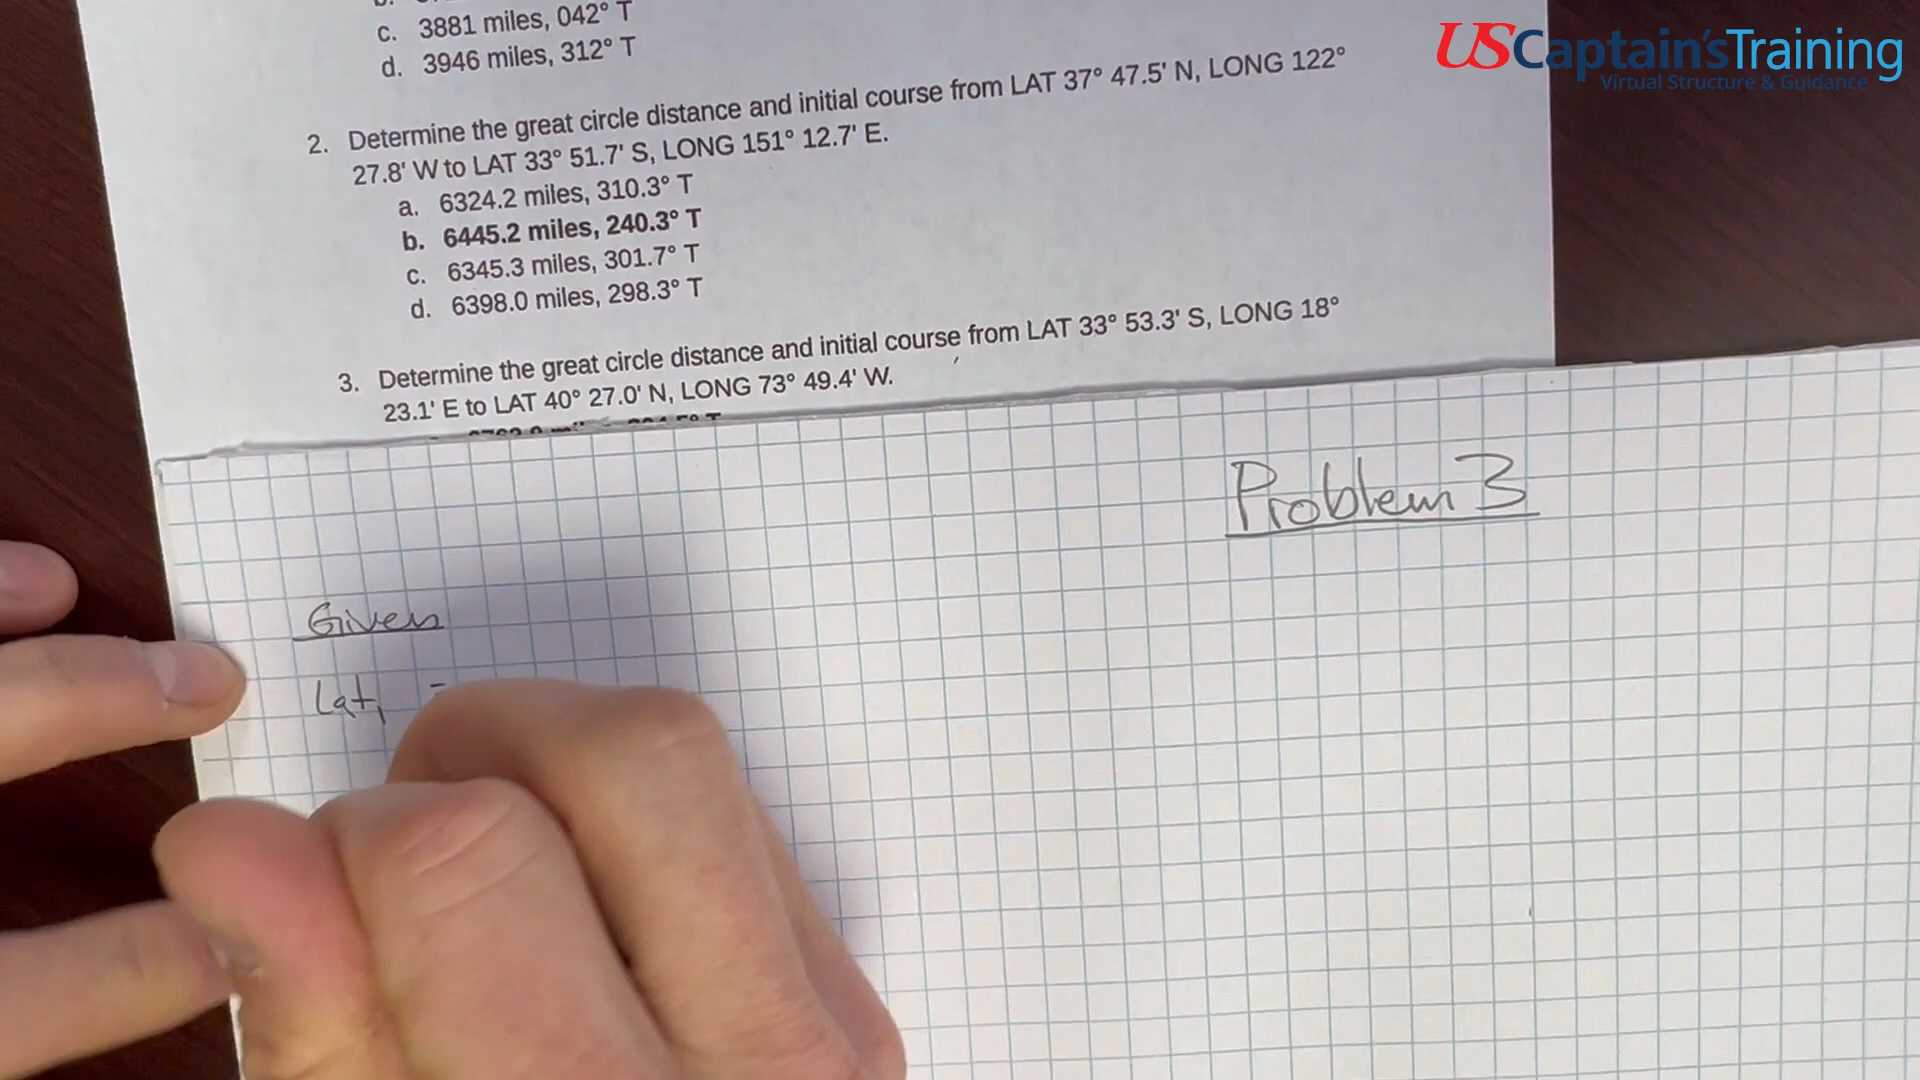 c. 3881 miles, 042° T
d. 3946 miles, 312° T
USCaptain'sTraining
Virtual Structure & Guidance
2. Determine the great circle distance and initial course from LAT 37° 47.5' N, LONG 122°
27.8' W to LAT 33° 51.7' S, LONG 151° 12.7' E.
a. 6324.2 miles, 310.3° T
b. 6445.2 miles, 240.3° T
c. 6345.3 miles, 301.7° T
d. 6398.0 miles, 298.3° T
3. Determine the great circle distance and initial course from LAT 33° 53.3' S, LONG 18°
23.1' E to LAT 40° 27.0' N, LONG 73° 49.4' W.
Problem 3
Given
Lat₁ =